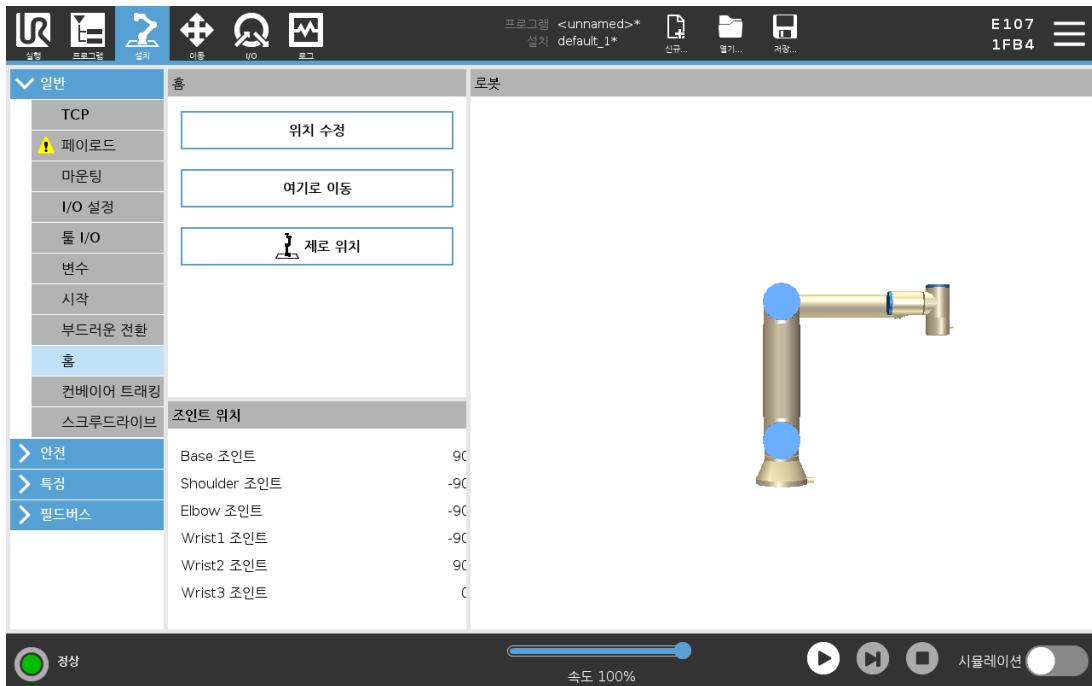 프로그램 <unnamed>*
설치 default_1*
E107
1FB4
실행 프로그램 설치 이동 I/O 로그 신규... 열기... 저장...
일반
TCP
페이로드
마운팅
I/O 설정
툴 I/O
변수
시작
부드러운 전환
홈
컨베이어 트래킹
스크루드라이브
안전
특징
필드버스
홈
위치 수정
여기로 이동
제로 위치
조인트 위치
Base 조인트 90
Shoulder 조인트 -90
Elbow 조인트 -90
Wrist1 조인트 -90
Wrist2 조인트 90
Wrist3 조인트 0
로봇
정상
속도 100%
시뮬레이션